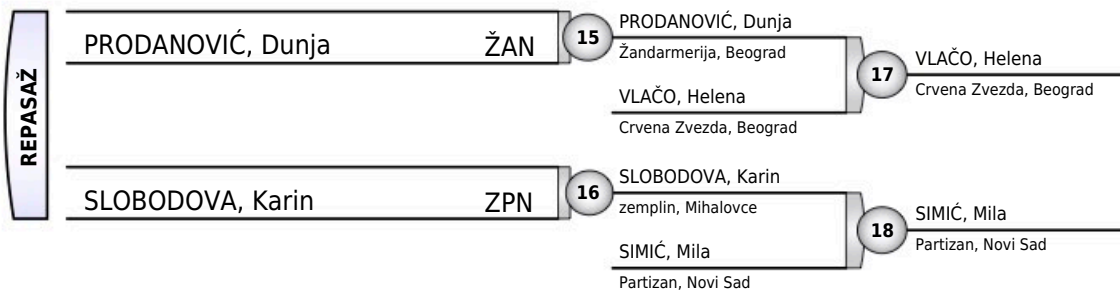 REPASAŽ
PRODANOVIĆ, Dunja ŽAN
15
PRODANOVIĆ, Dunja
Žandarmerija, Beograd
VLAČO, Helena
Crvena Zvezda, Beograd
17
VLAČO, Helena
Crvena Zvezda, Beograd
SLOBODOVA, Karin ZPN
16
SLOBODOVA, Karin
zemplin, Mihalovce
SIMIĆ, Mila
Partizan, Novi Sad
18
SIMIĆ, Mila
Partizan, Novi Sad